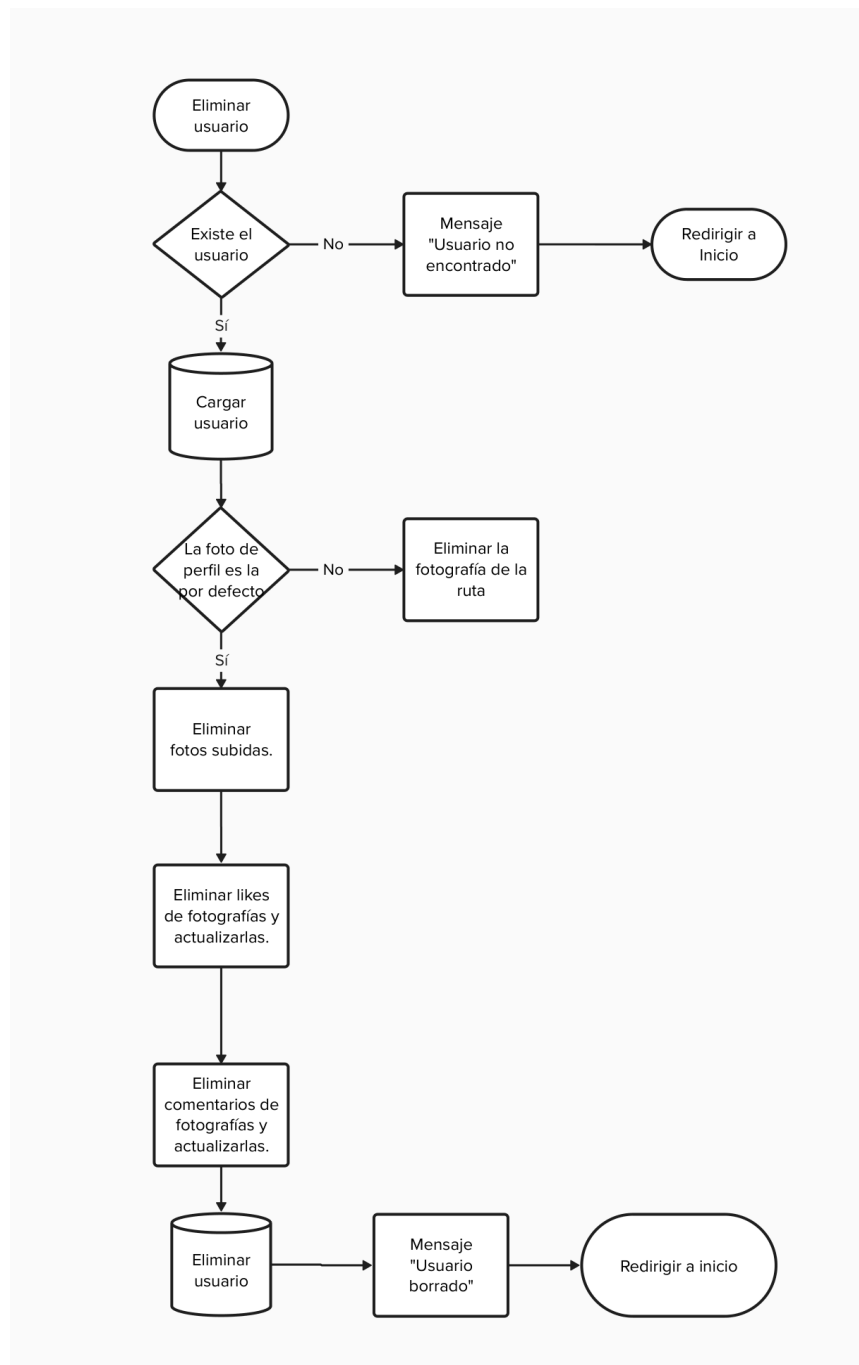 Eliminar
usuario
Existe el
usuario
No
Mensaje
"Usuario no
encontrado"
Redirigir a
Inicio
Sí
Cargar
usuario
La foto de
perfil es la
por defecto
No
Eliminar la
fotografía de la
ruta
Sí
Eliminar
fotos subidas.
Eliminar likes
de fotografías y
actualizarlas.
Eliminar
comentarios de
fotografías y
actualizarlas.
Eliminar
usuario
Mensaje
"Usuario
borrado"
Redirigir a inicio